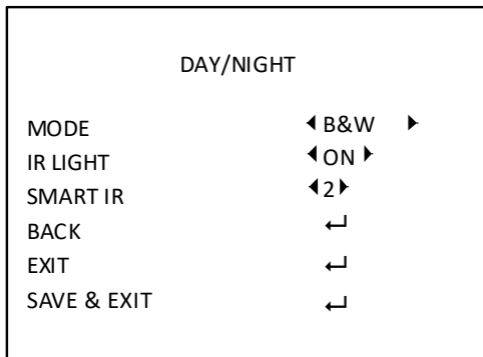 DAY/NIGHT
MODE ◀ B&W ▶
IR LIGHT ◀ ON ▶
SMART IR ◀ 2 ▶
BACK ↵
EXIT ↵
SAVE & EXIT ↵